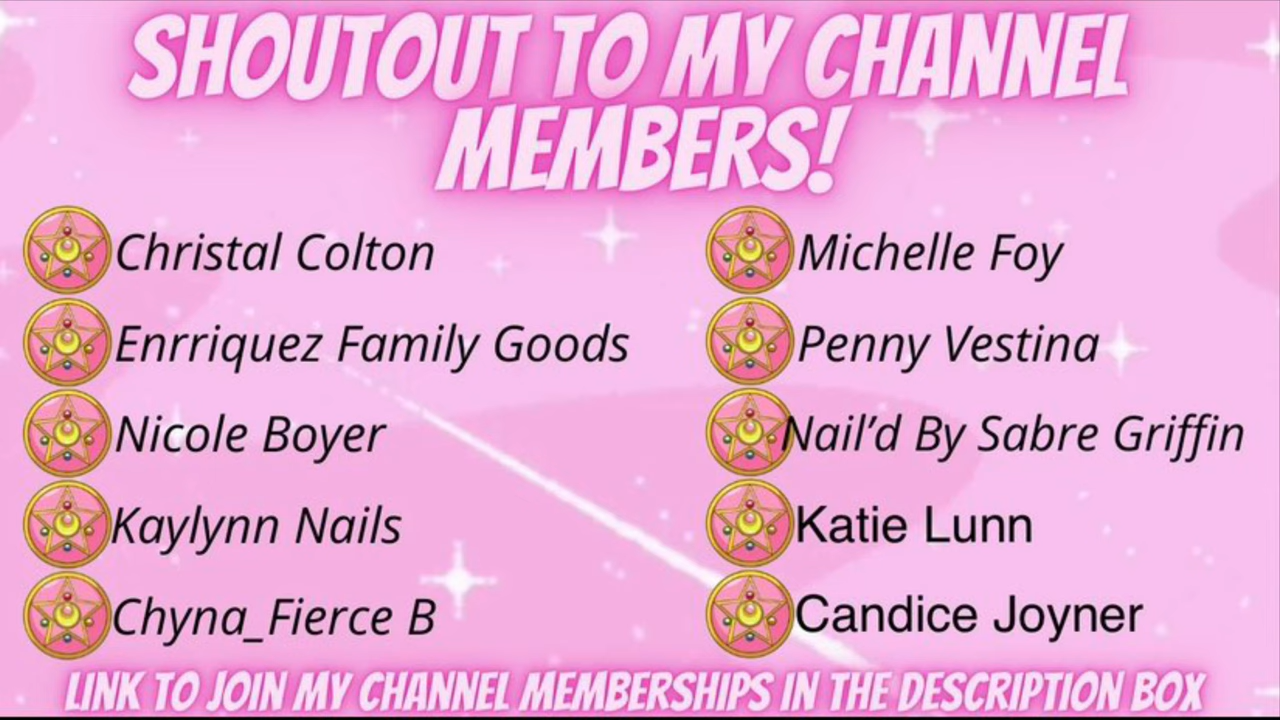 SHOUTOUT TO MY CHANNEL
MEMBERS!
Christal Colton
Enrriquez Family Goods
Nicole Boyer
Kaylynn Nails
Chyna_Fierce B
Michelle Foy
Penny Vestina
Nail’d By Sabre Griffin
Katie Lunn
Candice Joyner
LINK TO JOIN MY CHANNEL MEMBERSHIPS IN THE DESCRIPTION BOX